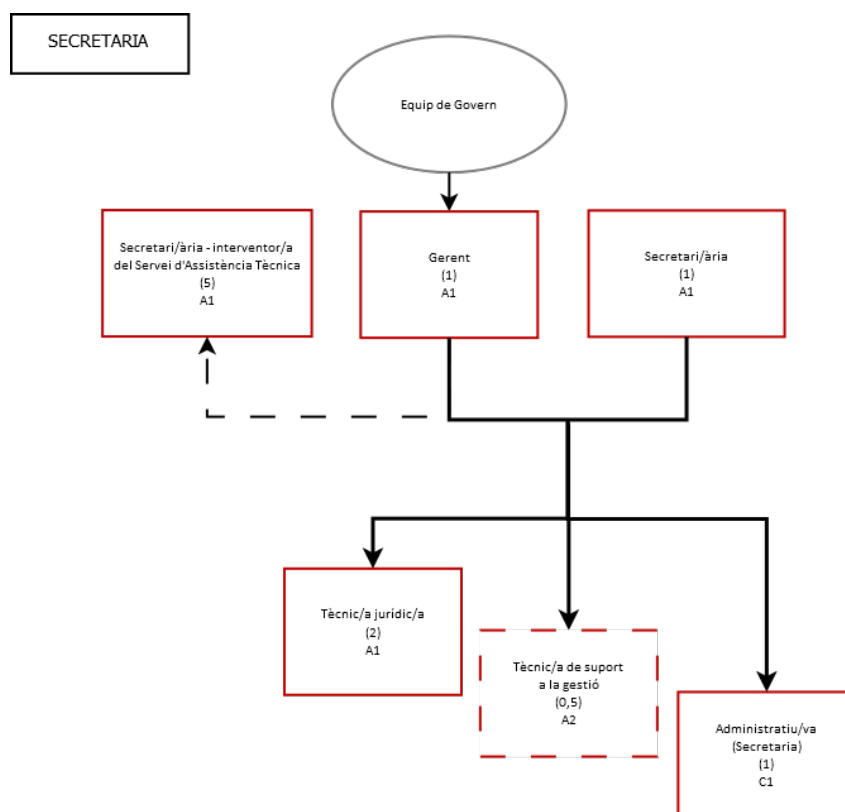 SECRETARIA
Equip de Govern
Secretari/ària - interventor/a
del Servei d'Assistència Tècnica
(5)
A1
Gerent
(1)
A1
Secretari/ària
(1)
A1
Tècnic/a jurídic/a
(2)
A1
Tècnic/a de suport
a la gestió
(0,5)
A2
Administratiu/va
(Secretaria)
(1)
C1